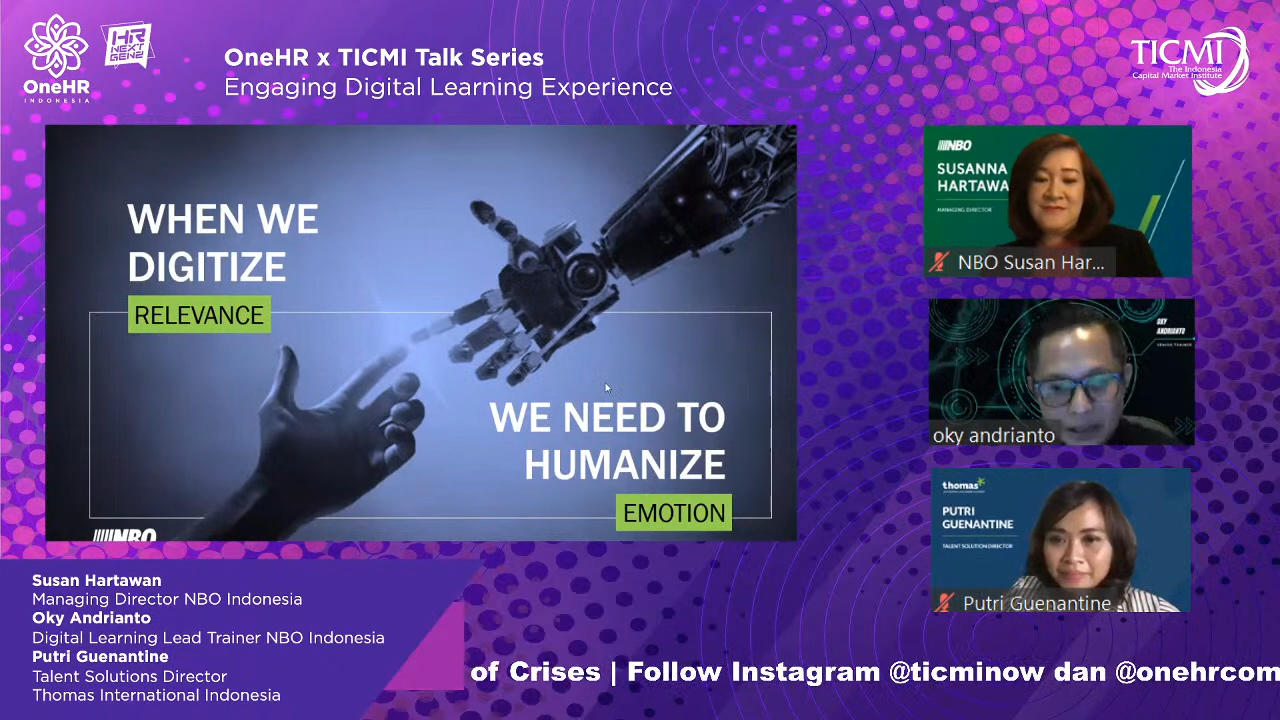 OneHR
INDONESIA
HR
NEXT
GEN2
OneHR x TICMI Talk Series
Engaging Digital Learning Experience
TICMI
The Indonesia
Capital Market Institute
WHEN WE
DIGITIZE
RELEVANCE
WE NEED TO
HUMANIZE
EMOTION
NBO
NBO
SUSANNA
HARTAWA
MANAGING DIRECTOR
NBO Susan Har...
OKY
ANDRIANTO
SENIOR TRAINER
oky andrianto
thomas
PUTRI
GUENANTINE
TALENT SOLUTION DIRECTOR
Putri Guenantine
Susan Hartawan
Managing Director NBO Indonesia
Oky Andrianto
Digital Learning Lead Trainer NBO Indonesia
Putri Guenantine
Talent Solutions Director
Thomas International Indonesia
of Crises | Follow Instagram @ticminow dan @onehrcom